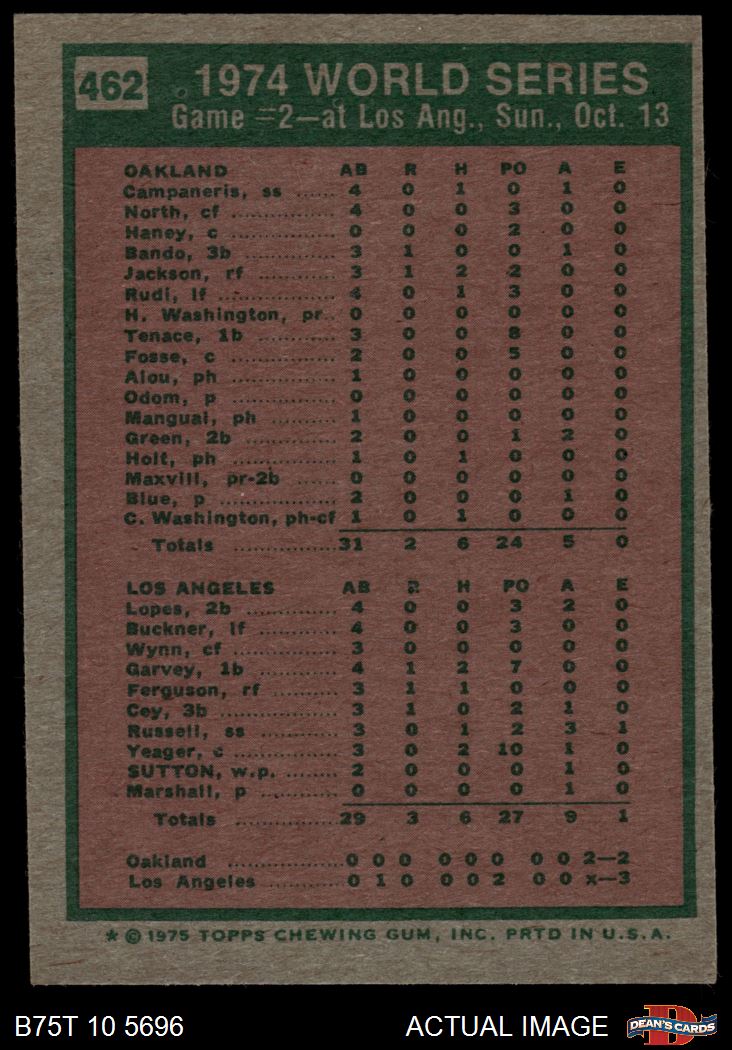 462
1974 WORLD SERIES
Game =2—at Los Ang., Sun., Oct. 13
OAKLAND AB R H PO A E
Campaneris, ss ...... 4 0 1 0 1 0
North, cf ............... 4 0 0 3 0 0
Haney, c ............... 0 0 0 2 0 0
Bando, 3b ............. 3 1 0 0 1 0
Jackson, rf ........... 3 1 2 2 0 0
Rudi, lf ................ 4 0 1 3 0 0
H. Washington, pr.. 0 0 0 0 0 0
Tenace, 1b ........... 3 0 0 8 0 0
Fosse, c ............... 2 0 0 5 0 0
Alou, ph ............... 1 0 0 0 0 0
Odom, p ............... 0 0 0 0 0 0
Mangual, ph ......... 1 0 0 0 0 0
Green, 2b ............. 2 0 0 1 2 0
Holt, ph ............... 1 0 1 0 0 0
Maxvill, pr-2b ...... 0 0 0 0 0 0
Blue, p ................. 2 0 0 0 1 0
C. Washington, ph-cf 1 0 1 0 0 0
Totals ............... 31 2 6 24 5 0
LOS ANGELES AB R H PO A E
Lopes, 2b ............. 4 0 0 3 2 0
Buckner, lf ........... 4 0 0 3 0 0
Wynn, cf ............... 3 0 0 0 0 0
Garvey, 1b ........... 4 1 2 7 0 0
Ferguson, rf ......... 3 1 1 0 0 0
Cey, 3b ................. 3 1 0 2 1 0
Russell, ss ........... 3 0 1 2 3 1
Yeager, c ............. 3 0 2 10 1 0
SUTTON, w.p. ........ 2 0 0 0 1 0
Marshall, p ........... 0 0 0 0 1 0
Totals ............... 29 3 6 27 9 1
Oakland ............... 0 0 0 0 0 0 0 0 2—2
Los Angeles .......... 0 1 0 0 0 2 0 0 x—3
* © 1975 TOPPS CHEWING GUM, INC. PRTD IN U.S.A.
B75T 10 5696 ACTUAL IMAGE
D DEAN'S CARDS